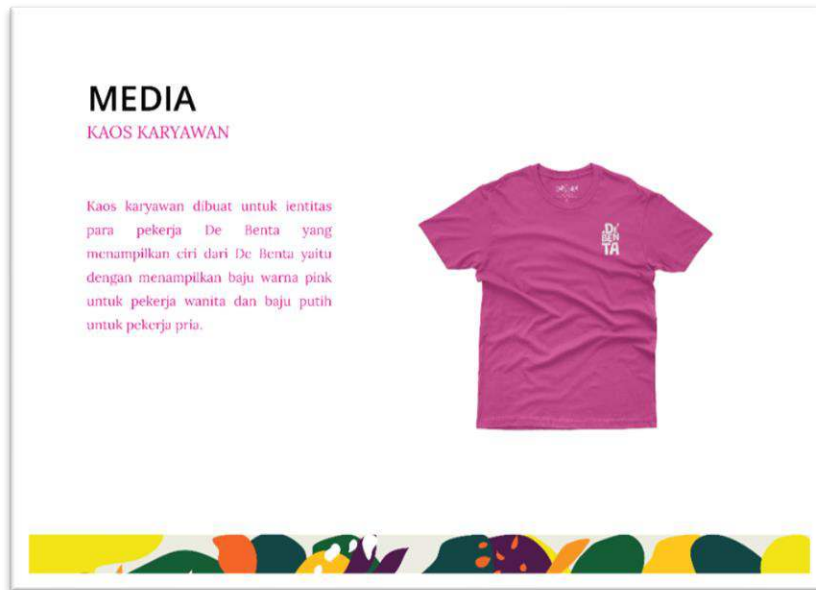 MEDIA
KAOS KARYAWAN
Kaos karyawan dibuat untuk ientitas
para pekerja De Benta yang
menampilkan ciri dari De Benta yaitu
dengan menampilkan baju warna pink
untuk pekerja wanita dan baju putih
untuk pekerja pria.
De
BEN
TA